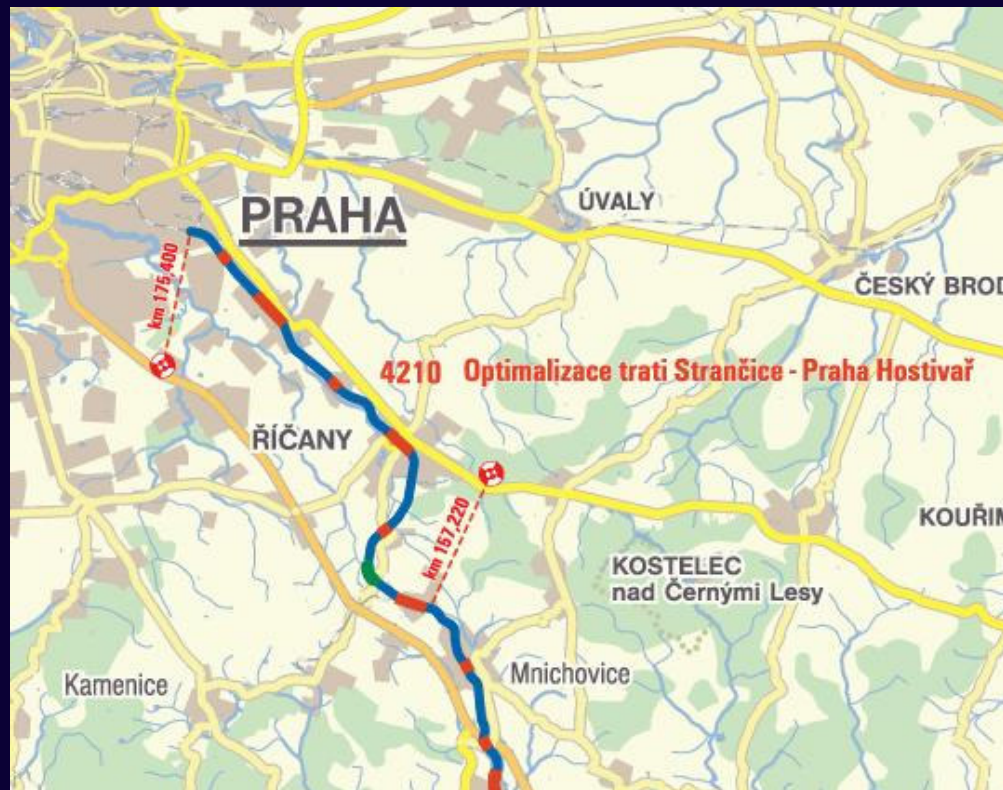 PRAHA
ÚVALY
ČESKÝ BROD
km 175,400
4210 Optimalizace trati Strančice - Praha Hostivař
ŘÍČANY
km 157,220
KOUŘIM
KOSTELEC
nad Černými Lesy
Mnichovice
Kamenice